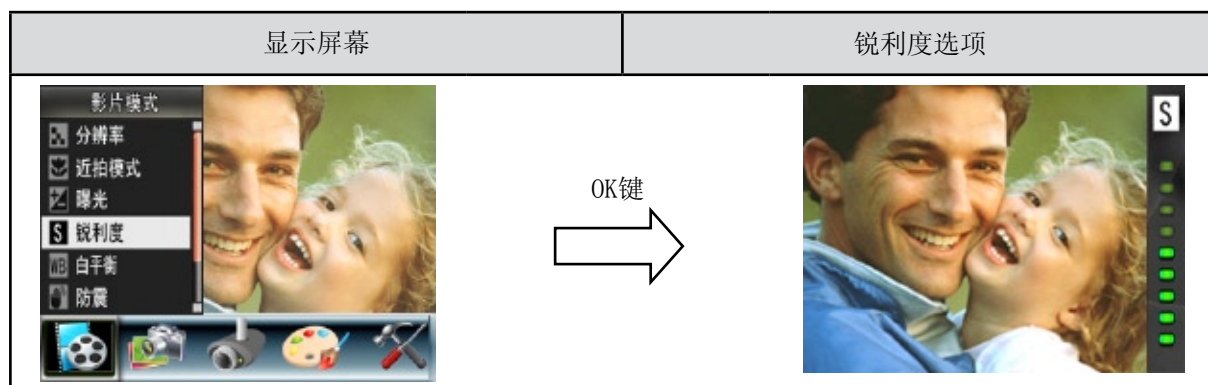 显示屏幕
锐利度选项
影片模式
分辨率
近拍模式
曝光
S 锐利度
WB 白平衡
防震
OK键
S